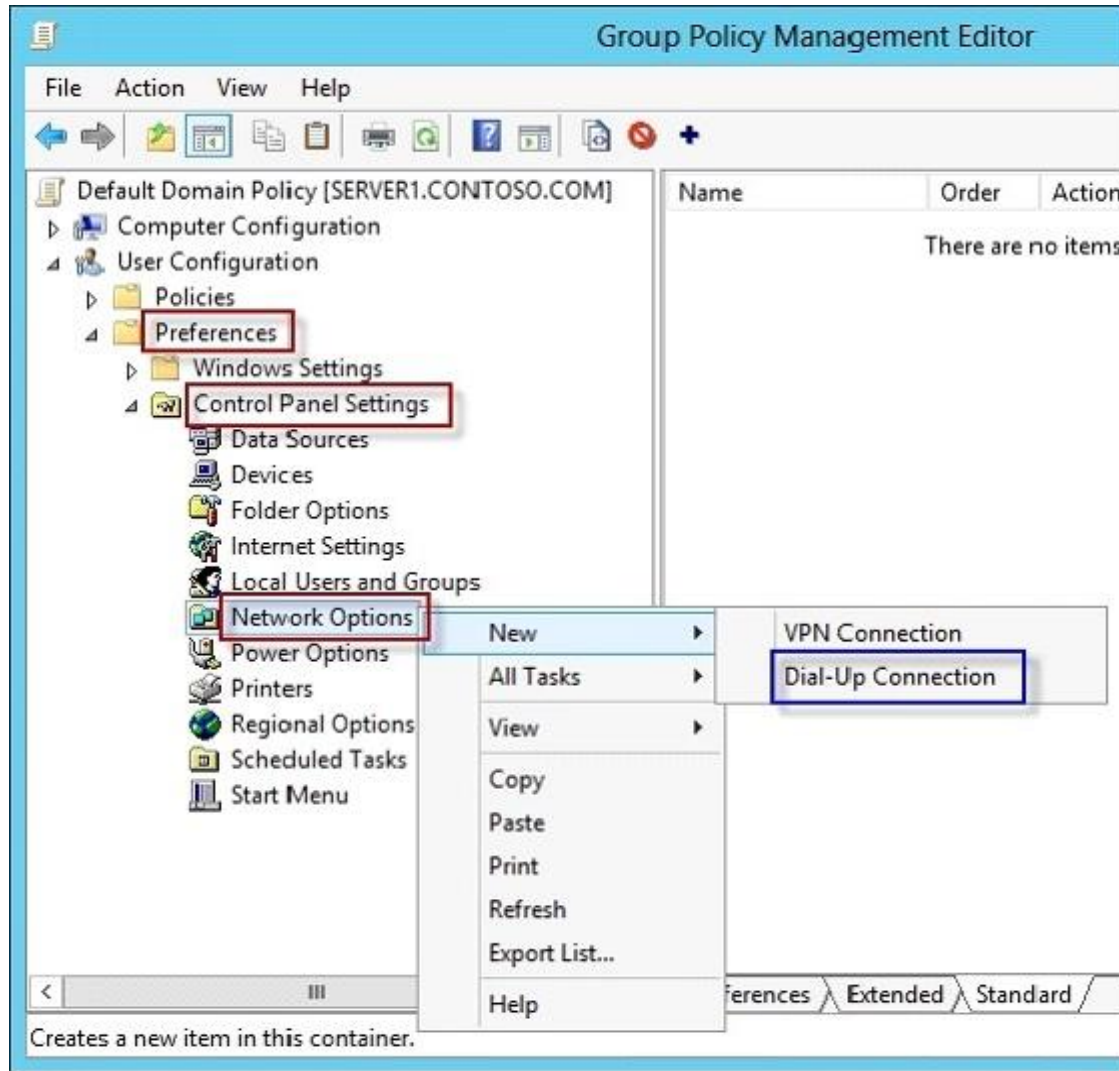 Group Policy Management Editor
File Action View Help
Default Domain Policy [SERVER1.CONTOSO.COM]
Computer Configuration
User Configuration
Policies
Preferences
Windows Settings
Control Panel Settings
Data Sources
Devices
Folder Options
Internet Settings
Local Users and Groups
Network Options
Power Options
Printers
Regional Options
Scheduled Tasks
Start Menu
Name Order Action
There are no items
New
All Tasks
View
Copy
Paste
Print
Refresh
Export List...
Help
VPN Connection
Dial-Up Connection
ferences Extended Standard
Creates a new item in this container.